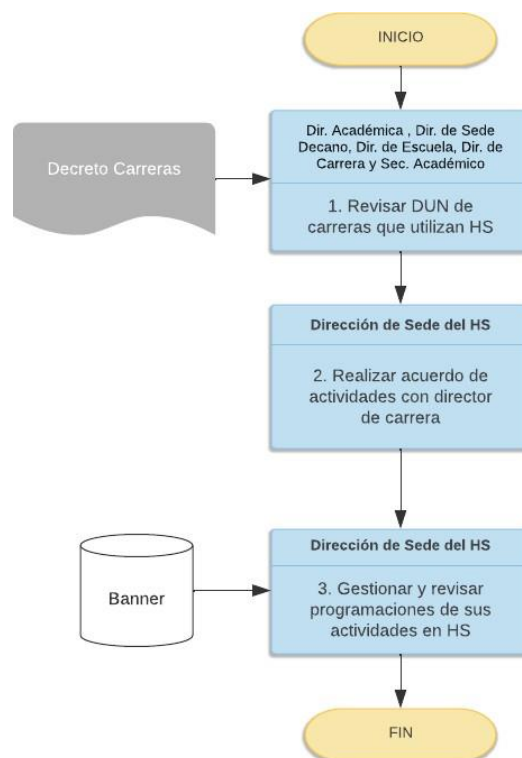 INICIO
Dir. Académica , Dir. de Sede
Decano, Dir. de Escuela, Dir. de
Carrera y Sec. Académico
Decreto Carreras
1. Revisar DUN de
carreras que utilizan HS
Dirección de Sede del HS
2. Realizar acuerdo de
actividades con director
de carrera
Dirección de Sede del HS
Banner
3. Gestionar y revisar
programaciones de sus
actividades en HS
FIN